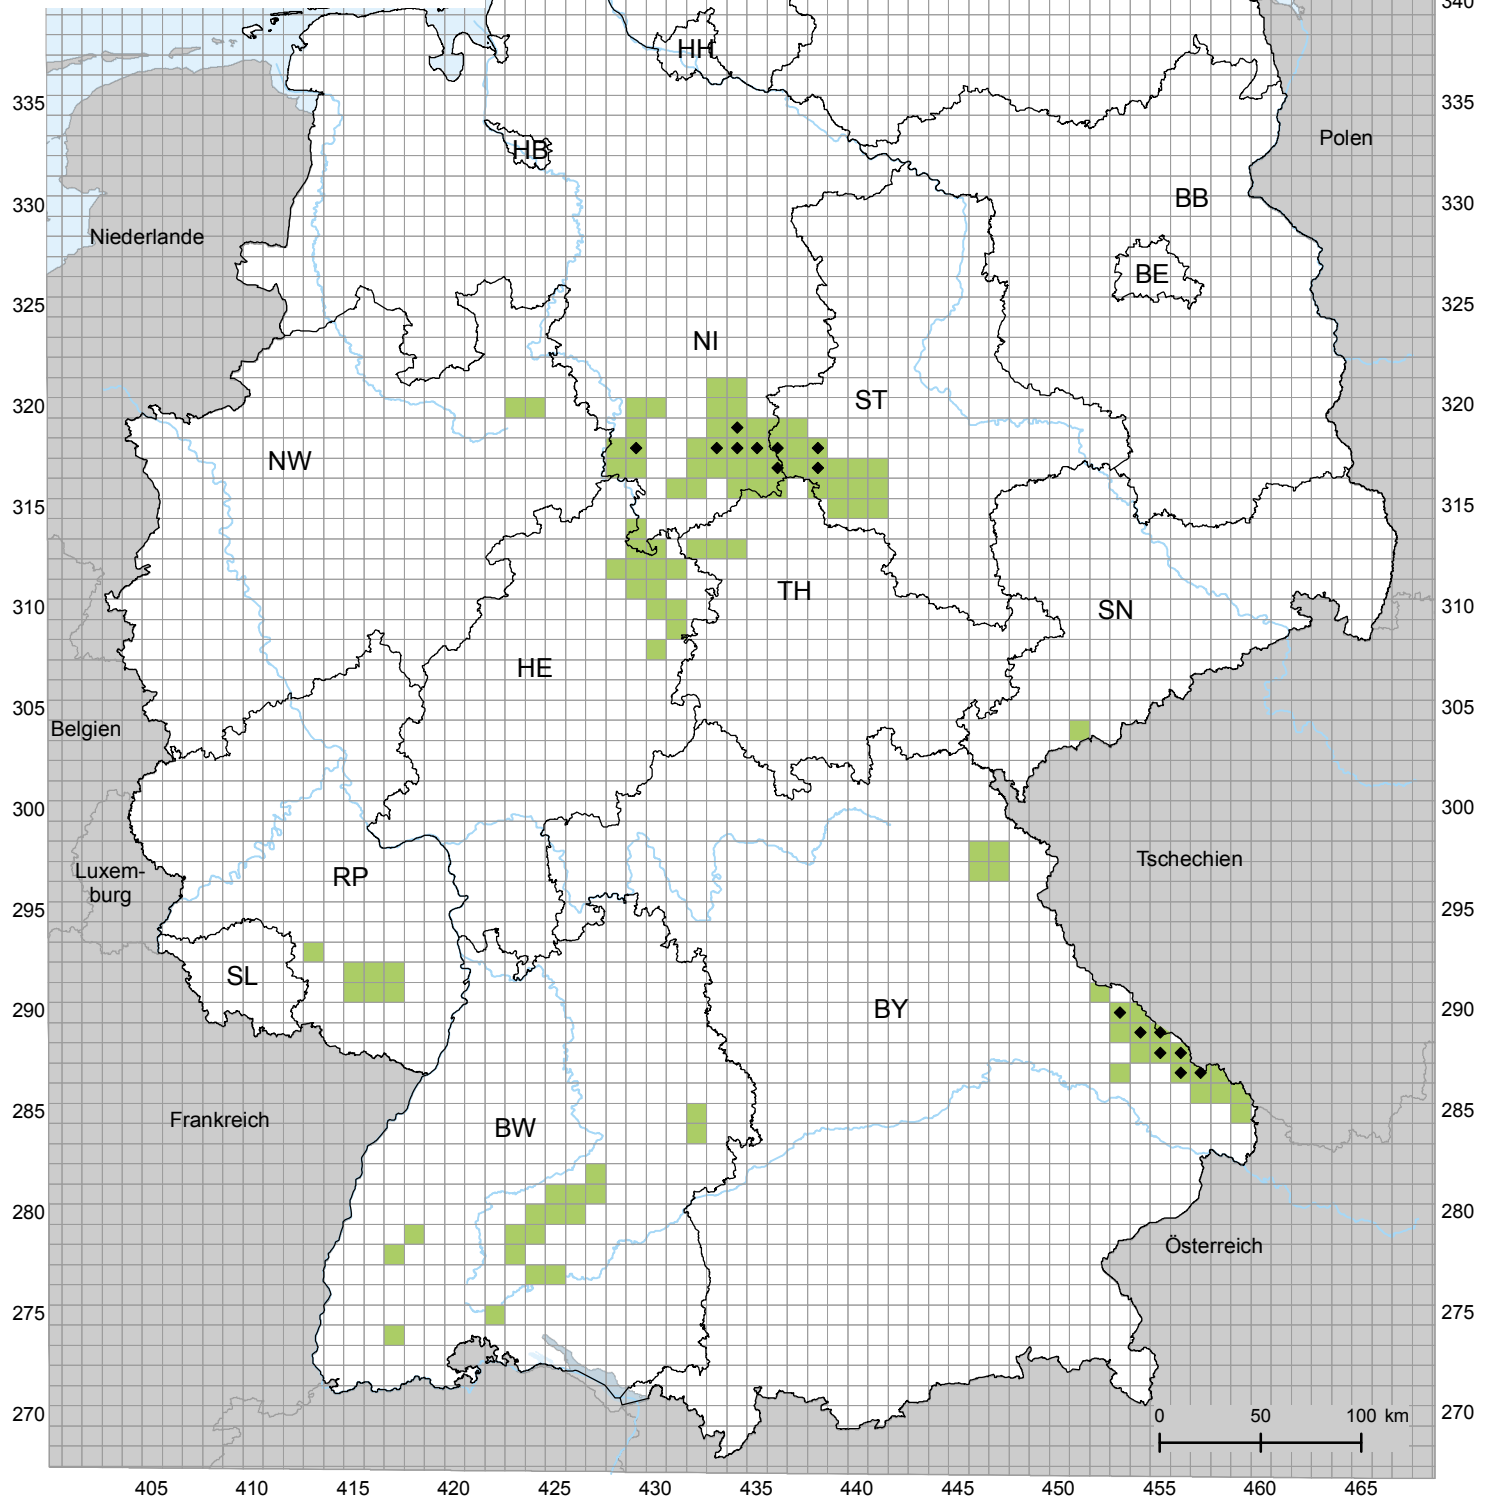 340
HH
335
335
Polen
HB
BB
330
330
Niederlande
BE
325
325
NI
320
ST
320
NW
315
315
TH
310
SN
310
HE
305
305
Belgien
300
300
Luxem-
burg
RP
Tschechien
295
295
SL
BY
290
290
285
Frankreich
BW
285
280
280
Österreich
275
275
270
0 50 100 km
270
405 410 415 420 425 430 435 440 445 450 455 460 465